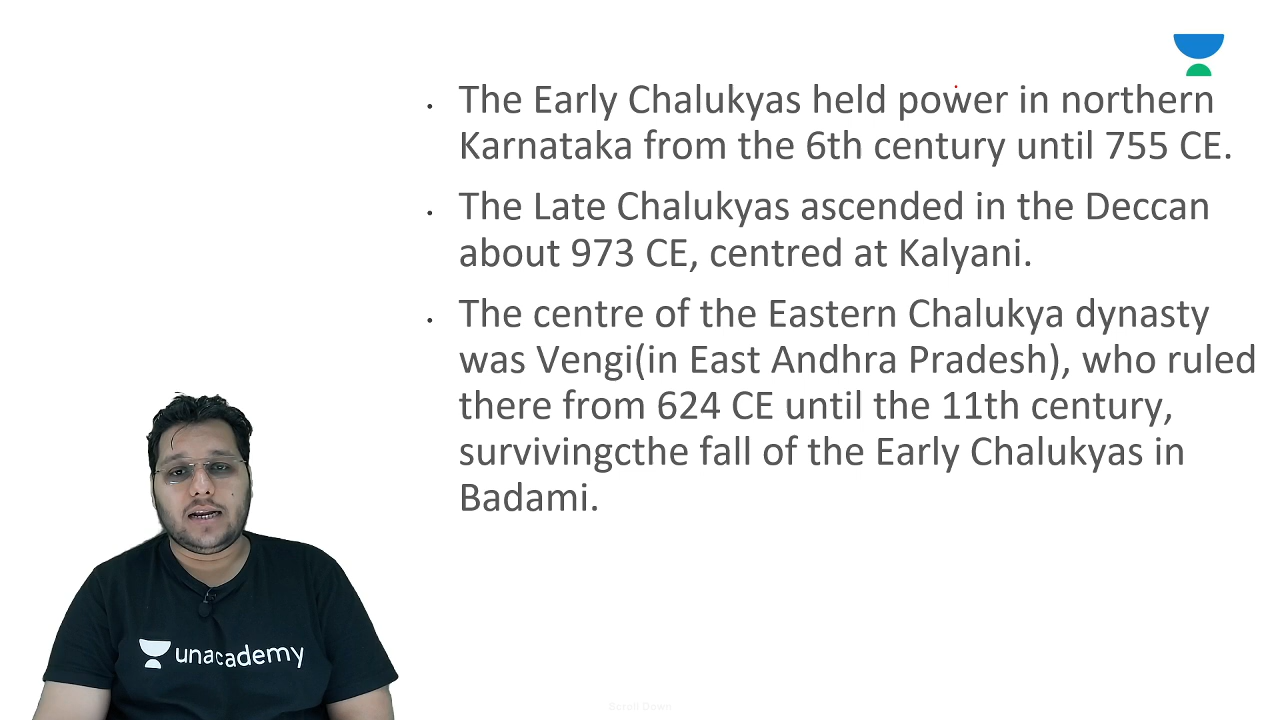 The Early Chalukyas held power in northern
Karnataka from the 6th century until 755 CE.
The Late Chalukyas ascended in the Deccan
about 973 CE, centred at Kalyani.
The centre of the Eastern Chalukya dynasty
was Vengi(in East Andhra Pradesh), who ruled
there from 624 CE until the 11th century,
survivingcthe fall of the Early Chalukyas in
Badami.
unacademy
Scroll Down